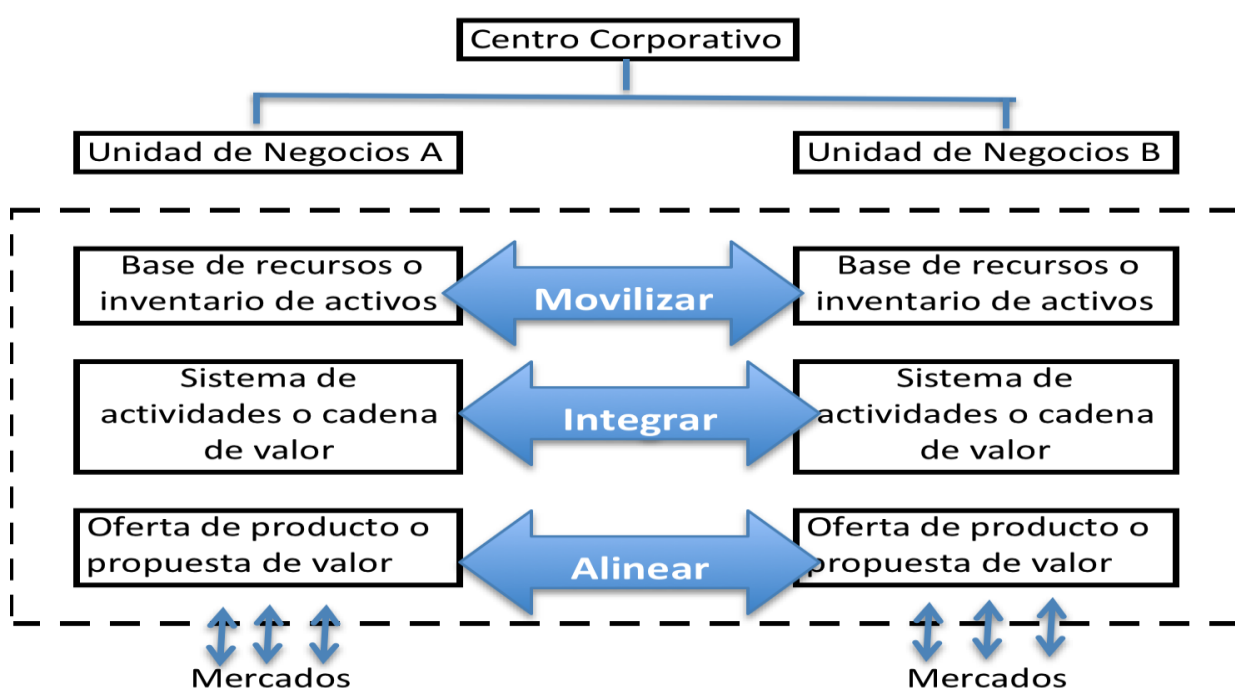 Centro Corporativo
Unidad de Negocios A
Unidad de Negocios B
Base de recursos o
inventario de activos
Movilizar
Base de recursos o
inventario de activos
Sistema de
actividades o cadena
de valor
Integrar
Sistema de
actividades o cadena
de valor
Oferta de producto o
propuesta de valor
Alinear
Oferta de producto o
propuesta de valor
Mercados
Mercados